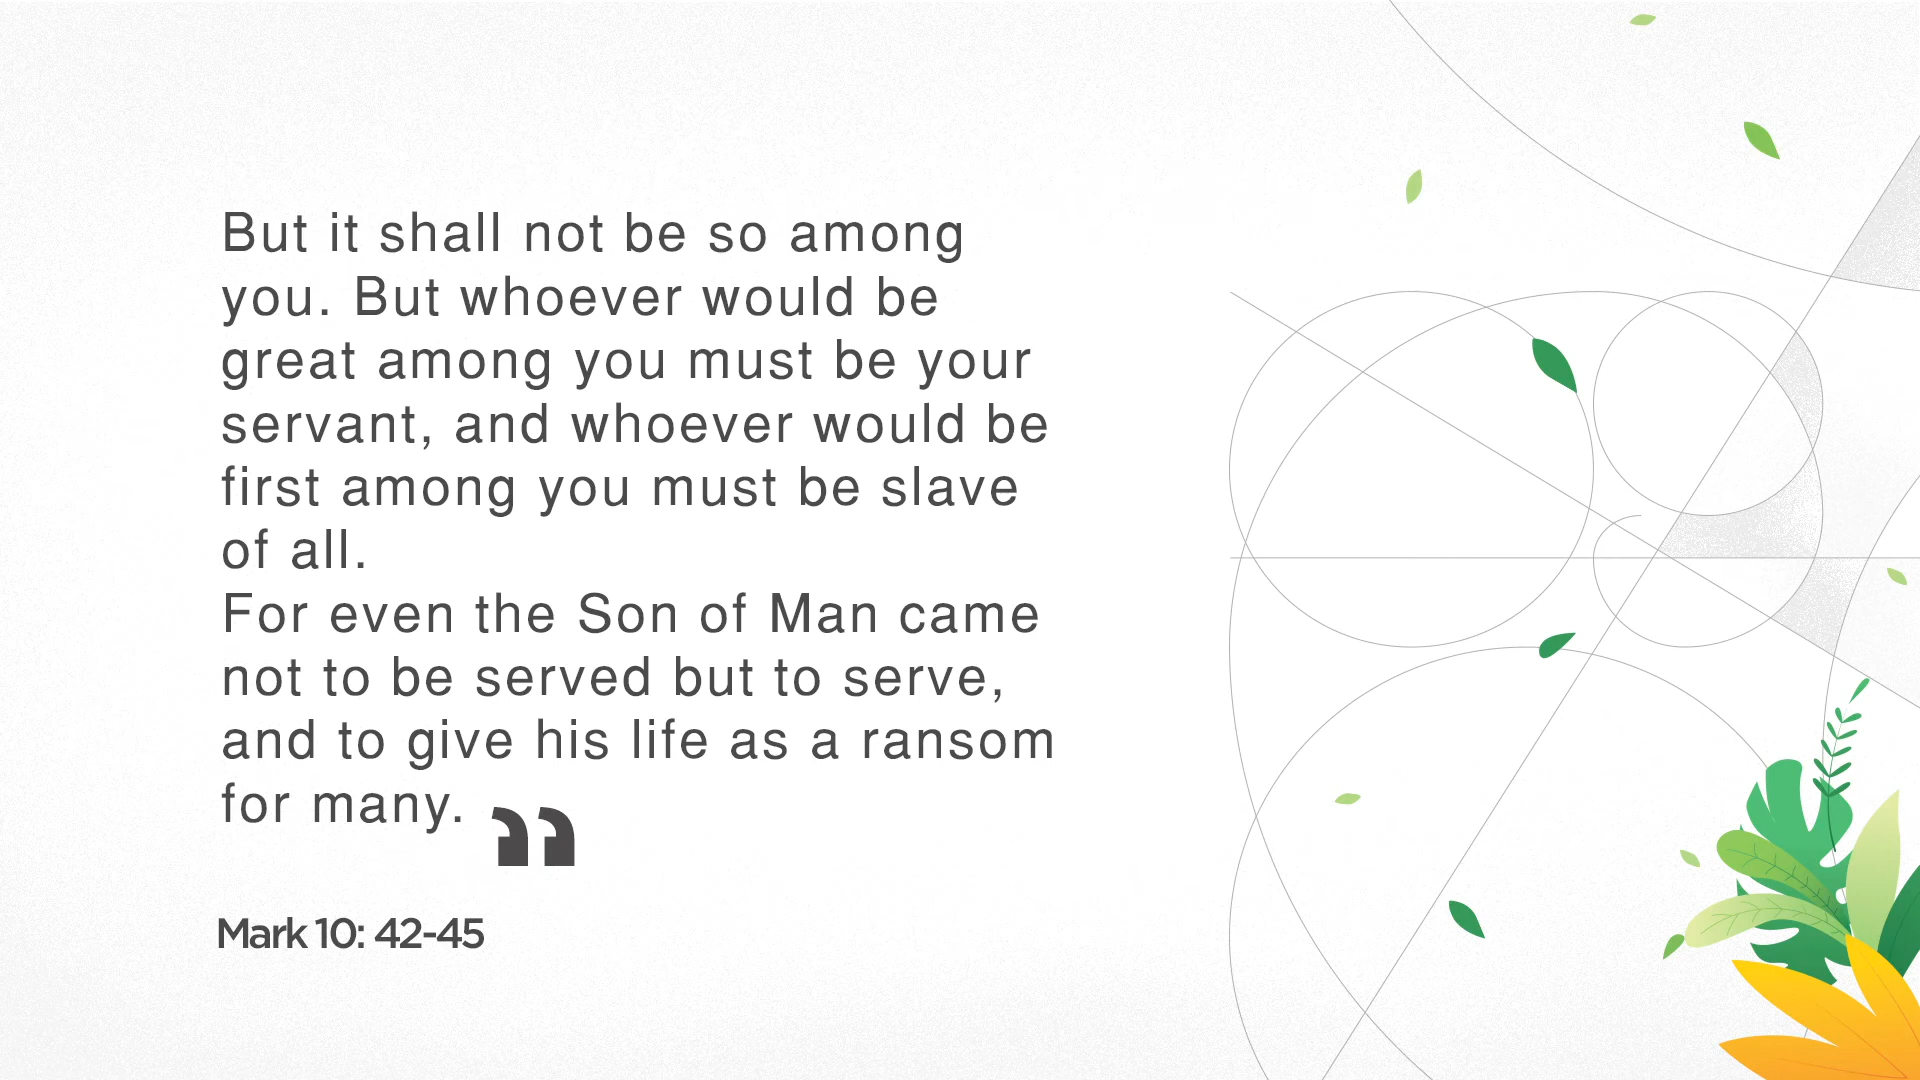 But it shall not be so among
you. But whoever would be
great among you must be your
servant, and whoever would be
first among you must be slave
of all.
For even the Son of Man came
not to be served but to serve,
and to give his life as a ransom
for many. ”
Mark 10: 42-45